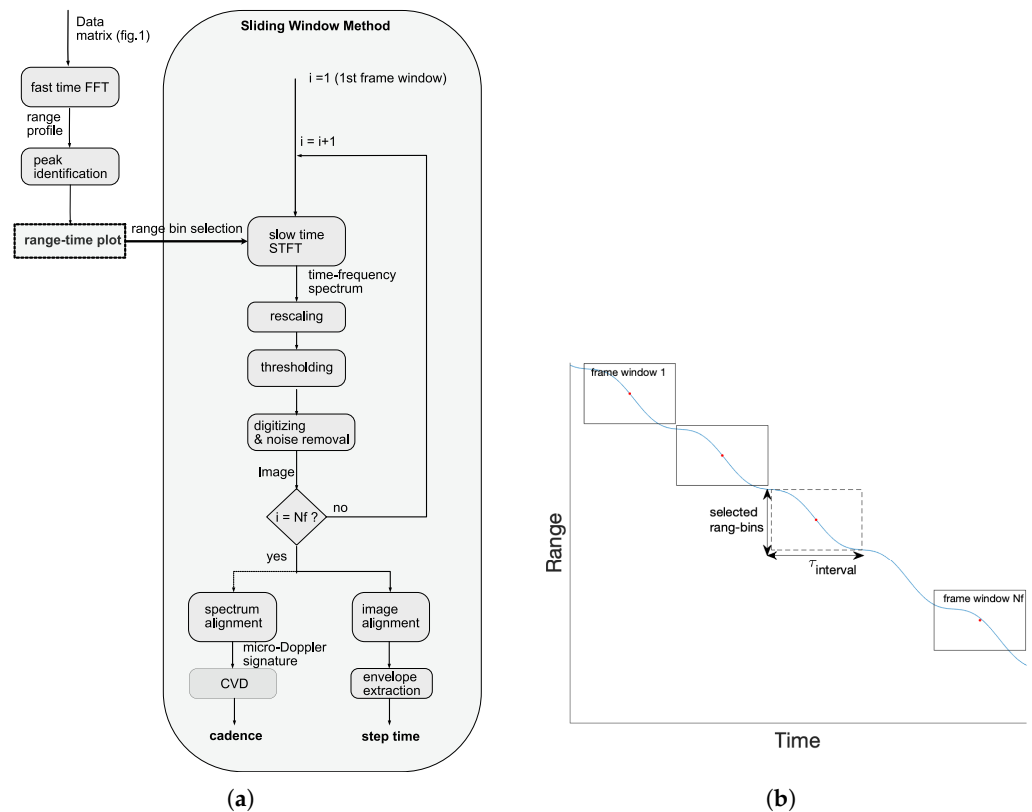 Data
matrix (fig.1)
fast time FFT
range
profile
peak
identification
range-time plot
range bin selection
Sliding Window Method
i =1 (1st frame window)
i = i+1
slow time
STFT
time-frequency
spectrum
rescaling
thresholding
digitizing
& noise removal
Image
i = Nf ?
no
yes
spectrum
alignment
image
alignment
micro-Doppler
signature
CVD
envelope
extraction
cadence
step time
(a)
frame window 1
selected
rang-bins
τinterval
frame window Nf
Range
Time
(b)